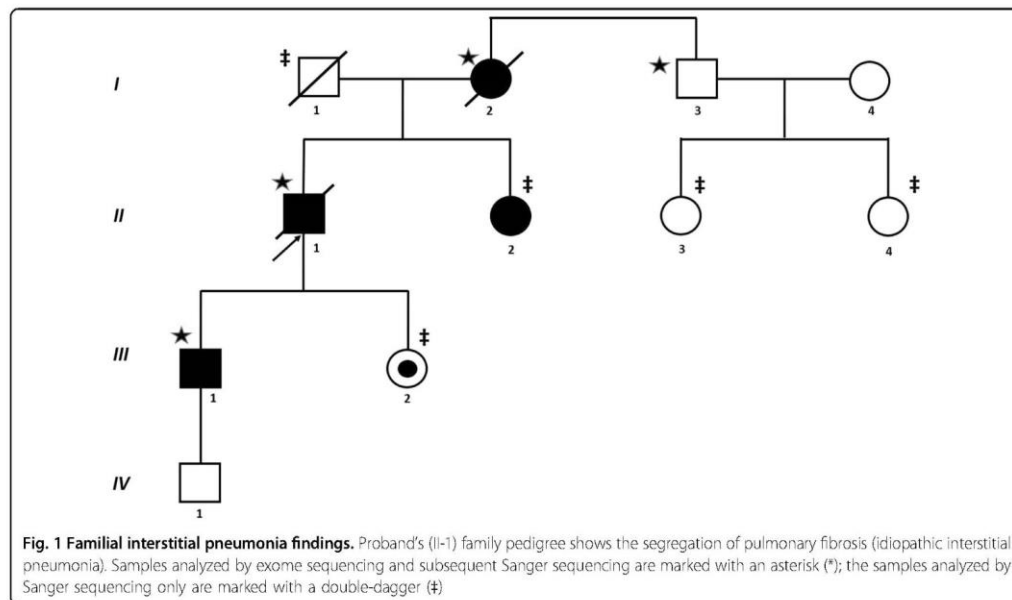 ‡ ★ ★
I
1 2 3 4
★ ‡ ‡ ‡
II
1 2 3 4
★ ‡
III
1 2
IV
1
Fig. 1 Familial interstitial pneumonia findings. Proband's (II-1) family pedigree shows the segregation of pulmonary fibrosis (idiopathic interstitial
pneumonia). Samples analyzed by exome sequencing and subsequent Sanger sequencing are marked with an asterisk (*); the samples analyzed by
Sanger sequencing only are marked with a double-dagger (‡)